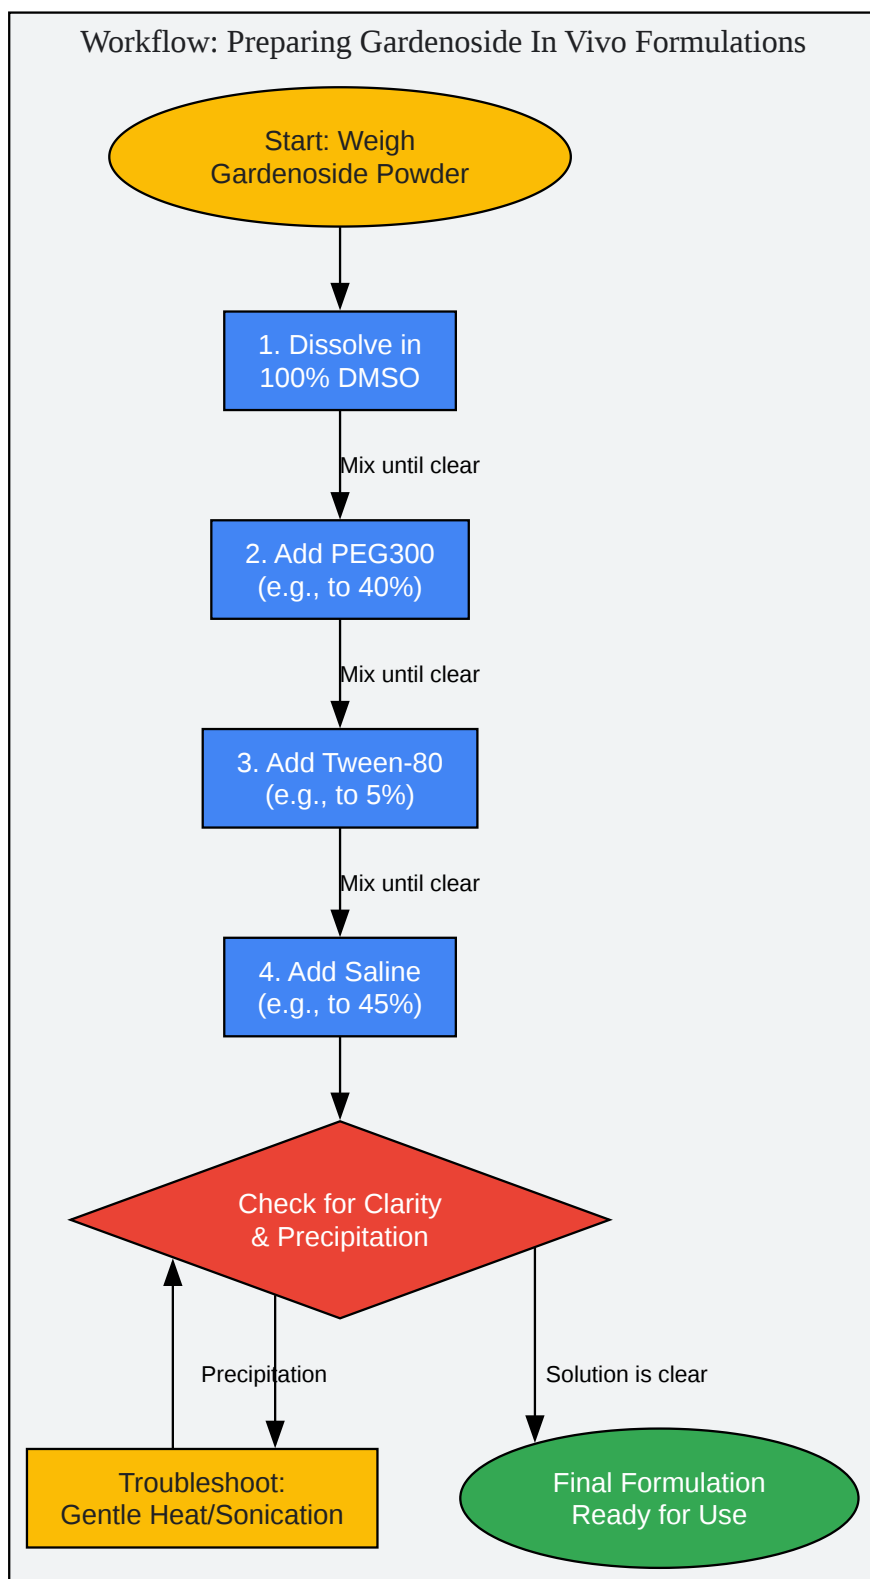 Workflow: Preparing Gardenoside In Vivo Formulations
Start: Weigh
Gardenoside Powder
1. Dissolve in
100% DMSO
Mix until clear
2. Add PEG300
(e.g., to 40%)
Mix until clear
3. Add Tween-80
(e.g., to 5%)
Mix until clear
4. Add Saline
(e.g., to 45%)
Check for Clarity
& Precipitation
Precipitation
Solution is clear
Troubleshoot:
Gentle Heat/Sonication
Final Formulation
Ready for Use